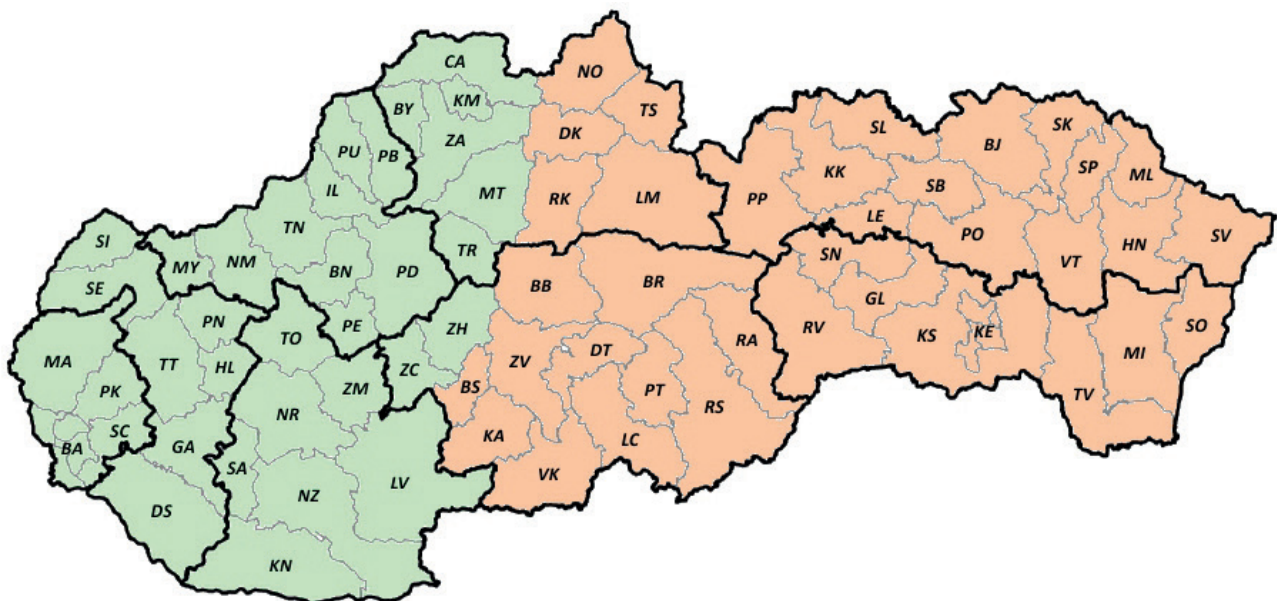 CA
NO
BY
KM
TS
DK
ZA
PU
PB
IL
MT
RK
LM
SL
KK
PP
SB
LE
PO
BJ
SK
SP
ML
VT
HN
SV
TN
TR
PD
BN
PE
SI
SE
MY
NM
PN
TT
HL
TO
MA
PK
SC
BA
GA
DS
NR
ZM
SA
NZ
LV
KN
ZH
ZC
BB
BR
BS
ZV
DT
PT
RA
RS
KA
VK
LC
SN
GL
RV
KS
KE
TV
MI
SO